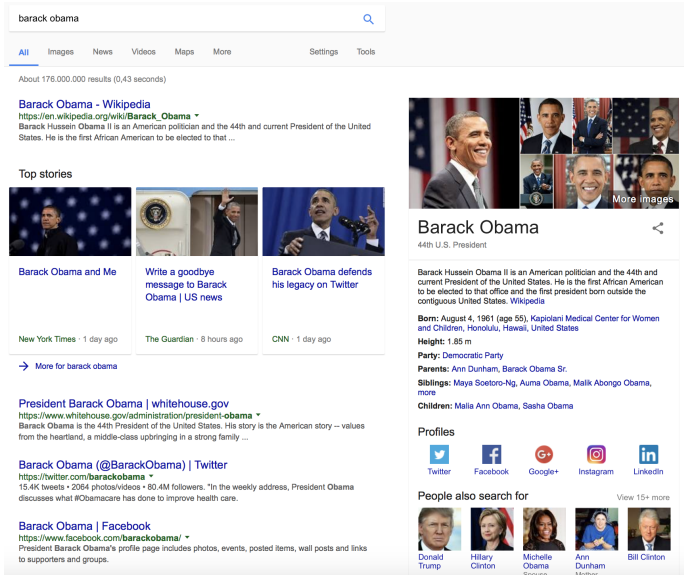 barack obama
All Images News Videos Maps More Settings Tools
About 176.000.000 results (0,43 seconds)
Barack Obama - Wikipedia
https://en.wikipedia.org/wiki/Barack_Obama
Barack Hussein Obama II is an American politician and the 44th and current President of the United
States. He is the first African American to be elected to that ...
Top stories
Barack Obama and Me
New York Times · 1 day ago
Write a goodbye
message to Barack
Obama | US news
The Guardian · 8 hours ago
Barack Obama defends
his legacy on Twitter
CNN · 1 day ago
More for barack obama
President Barack Obama | whitehouse.gov
https://www.whitehouse.gov/administration/president-obama
Barack Obama is the 44th President of the United States. His story is the American story -- values
from the heartland, a middle-class upbringing in a strong family ...
Barack Obama (@BarackObama) | Twitter
https://twitter.com/barackobama
15.4K tweets • 2064 photos/videos • 80.4M followers. "In the weekly address, President Obama
discusses what #Obamacare has done to improve health care.
Barack Obama | Facebook
https://www.facebook.com/barackobama/
President Barack Obama's profile page includes photos, events, posted items, wall posts and links
to supporters and groups.
More images
Barack Obama
44th U.S. President
Barack Hussein Obama II is an American politician and the 44th and
current President of the United States. He is the first African American
to be elected to that office and the first president born outside the
contiguous United States. Wikipedia
Born: August 4, 1961 (age 55), Kapiolani Medical Center for Women
and Children, Honolulu, Hawaii, United States
Height: 1.85 m
Party: Democratic Party
Parents: Ann Dunham, Barack Obama Sr.
Siblings: Maya Soetoro-Ng, Auma Obama, Malik Abongo Obama,
more
Children: Malia Ann Obama, Sasha Obama
Profiles
Twitter Facebook Google+ Instagram LinkedIn
People also search for View 15+ more
Donald
Trump
Hillary
Clinton
Michelle
Obama
Spouse
Ann
Dunham
Mother
Bill Clinton